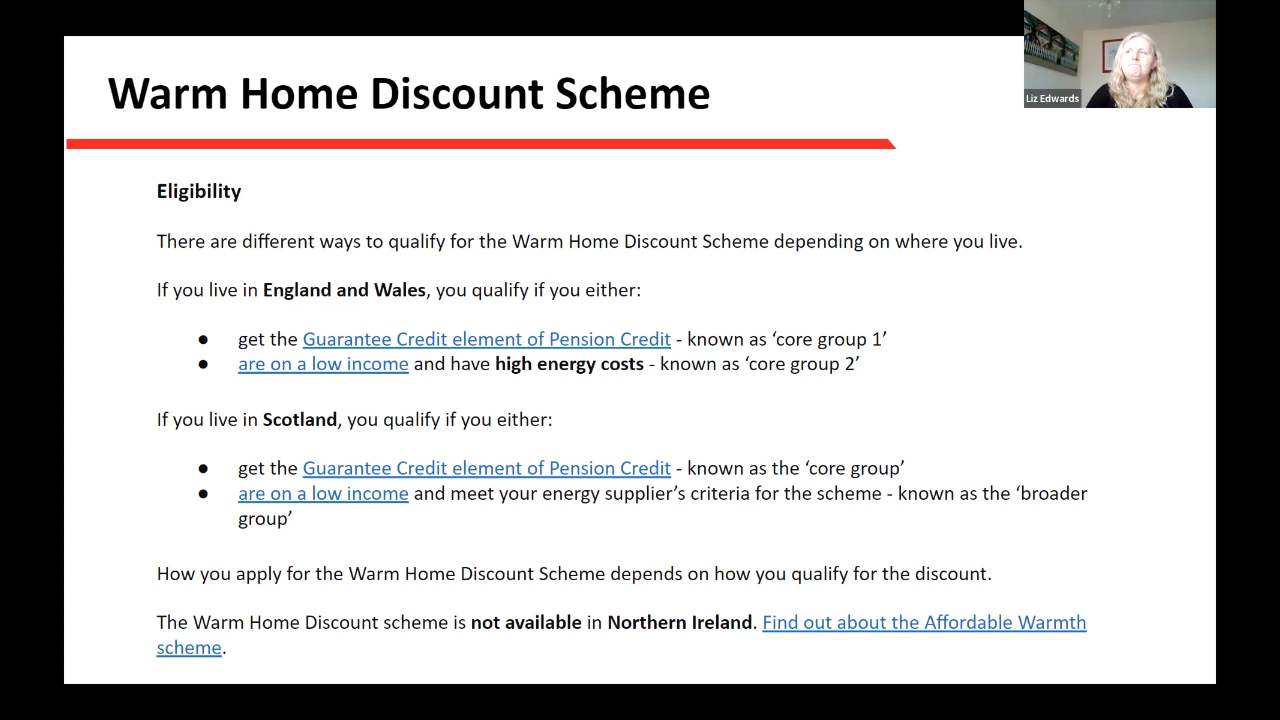 Warm Home Discount Scheme
Liz Edwards
Eligibility
There are different ways to qualify for the Warm Home Discount Scheme depending on where you live.
If you live in England and Wales, you qualify if you either:
● get the Guarantee Credit element of Pension Credit - known as ‘core group 1’
● are on a low income and have high energy costs - known as ‘core group 2’
If you live in Scotland, you qualify if you either:
● get the Guarantee Credit element of Pension Credit - known as the ‘core group’
● are on a low income and meet your energy supplier’s criteria for the scheme - known as the ‘broader
group’
How you apply for the Warm Home Discount Scheme depends on how you qualify for the discount.
The Warm Home Discount scheme is not available in Northern Ireland. Find out about the Affordable Warmth
scheme.